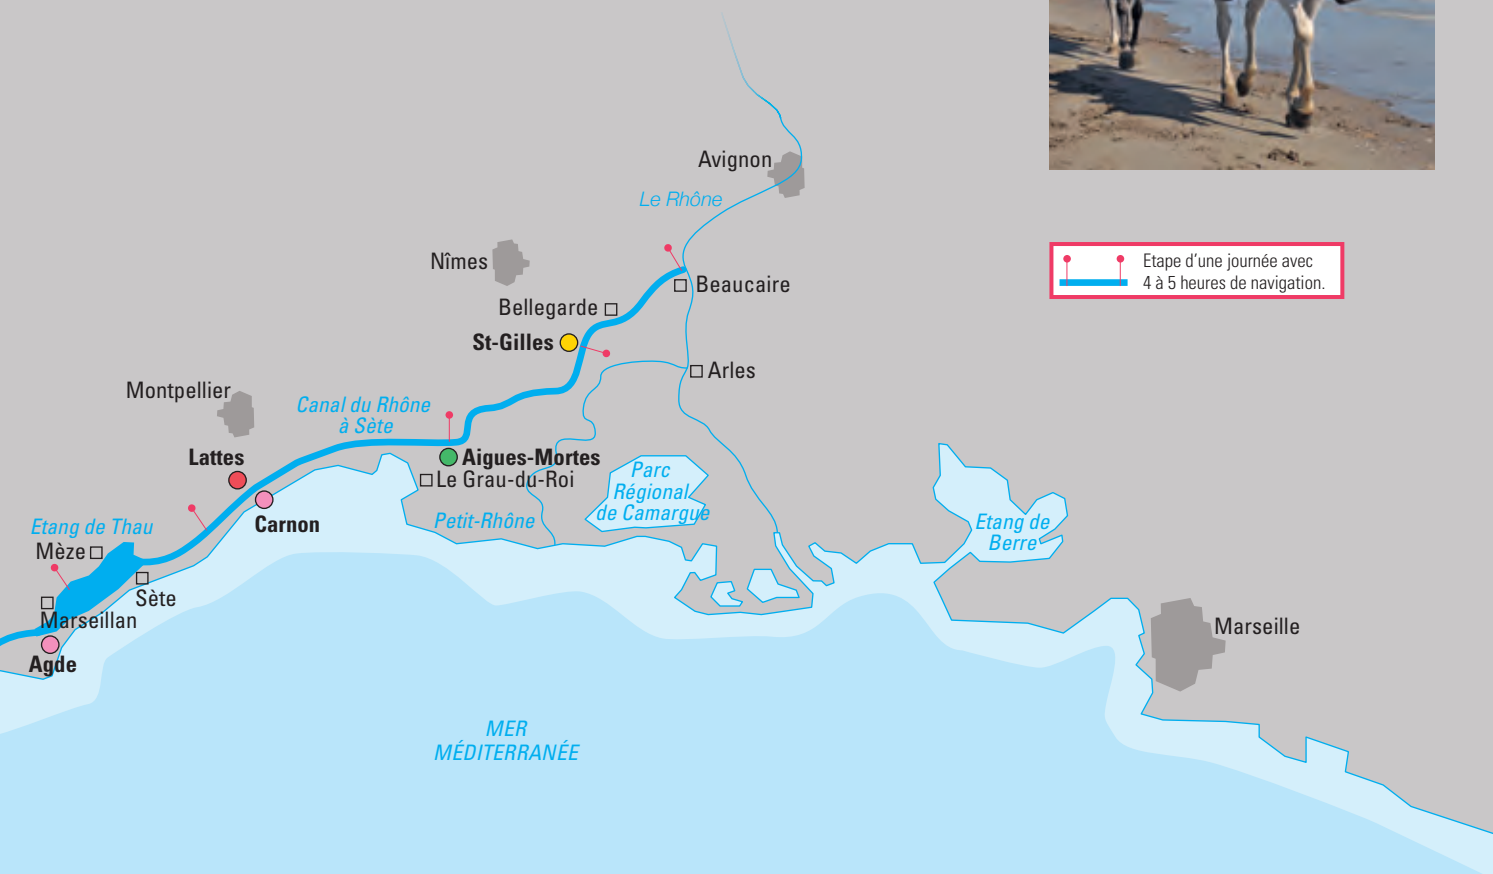 Avignon
Le Rhône
Nîmes
Etape d’une journée avec
4 à 5 heures de navigation.
Beaucaire
Bellegarde
St-Gilles
Arles
Montpellier
Canal du Rhône
à Sète
Lattes
Aigues-Mortes
Le Grau-du-Roi
Parc
Régional
de Camargue
Carnon
Petit-Rhône
Etang de Thau
Etang de
Berre
Mèze
Sète
Marseillan
Marseille
Agde
MER
MÉDITERRANÉE